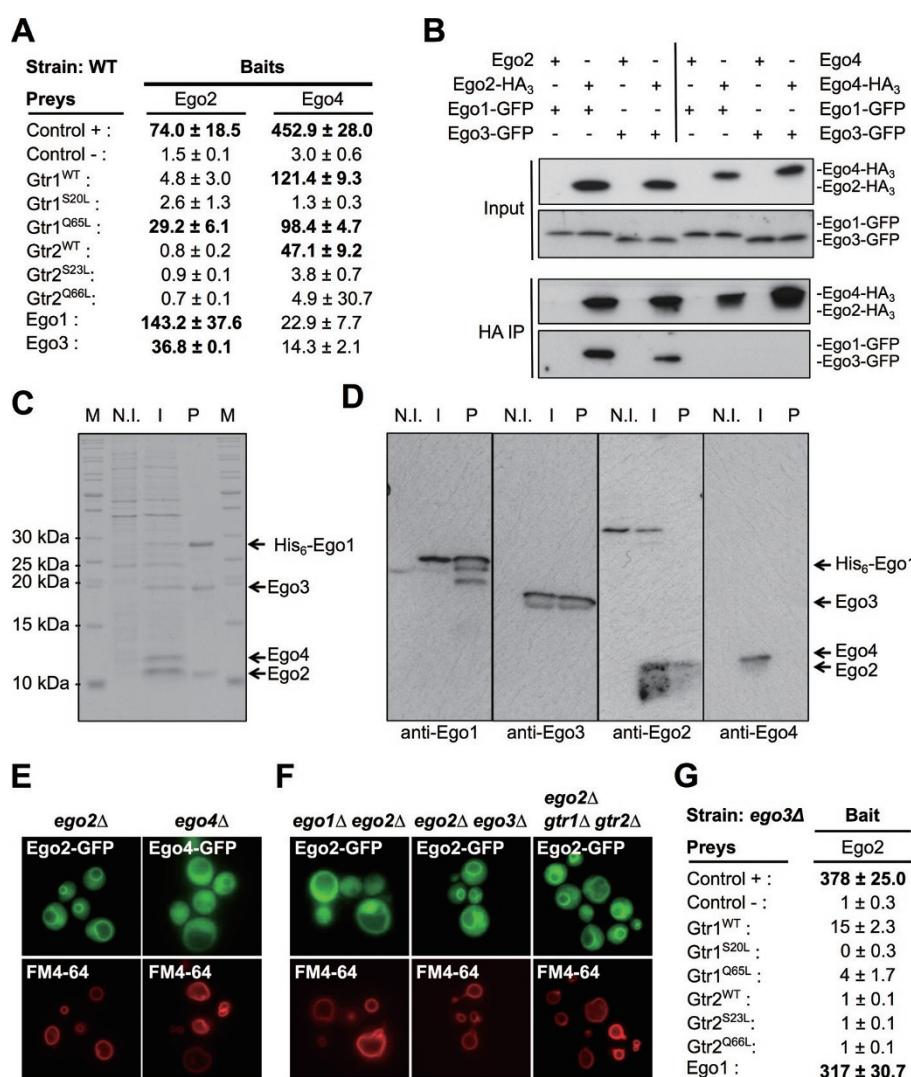 A
Strain: WT Baits
Preys Ego2 Ego4
Control + : 74.0 ± 18.5 452.9 ± 28.0
Control - : 1.5 ± 0.1 3.0 ± 0.6
Gtr1WT : 4.8 ± 3.0 121.4 ± 9.3
Gtr1S20L : 2.6 ± 1.3 1.3 ± 0.3
Gtr1Q65L : 29.2 ± 6.1 98.4 ± 4.7
Gtr2WT : 0.8 ± 0.2 47.1 ± 9.2
Gtr2S23L: 0.9 ± 0.1 3.8 ± 0.7
Gtr2Q66L: 0.7 ± 0.1 4.9 ± 30.7
Ego1 : 143.2 ± 37.6 22.9 ± 7.7
Ego3 : 36.8 ± 0.1 14.3 ± 2.1
B
Ego2 + - + - + - + - Ego4
Ego2-HA3 - + - + - + - + Ego4-HA3
Ego1-GFP + + - - + + - - Ego1-GFP
Ego3-GFP - - + + - - + + Ego3-GFP
Input
-Ego4-HA3
-Ego2-HA3
-Ego1-GFP
-Ego3-GFP
HA IP
-Ego4-HA3
-Ego2-HA3
-Ego1-GFP
-Ego3-GFP
C
M N.I. I P M
30 kDa
25 kDa
20 kDa
15 kDa
10 kDa
His6-Ego1
Ego3
Ego4
Ego2
D
N.I. I P N.I. I P N.I. I P N.I. I P
His6-Ego1
Ego3
Ego4
Ego2
anti-Ego1 anti-Ego3 anti-Ego2 anti-Ego4
E
ego2Δ ego4Δ
Ego2-GFP Ego4-GFP
FM4-64 FM4-64
F
ego1Δ ego2Δ ego2Δ ego3Δ ego2Δ gtr1Δ gtr2Δ
Ego2-GFP Ego2-GFP Ego2-GFP
FM4-64 FM4-64 FM4-64
G
Strain: ego3Δ Bait
Preys Ego2
Control + : 378 ± 25.0
Control - : 1 ± 0.3
Gtr1WT : 15 ± 2.3
Gtr1S20L : 0 ± 0.3
Gtr1Q65L : 4 ± 1.7
Gtr2WT : 1 ± 0.1
Gtr2S23L: 1 ± 0.1
Gtr2Q66L: 1 ± 0.1
Ego1 : 317 ± 30.7